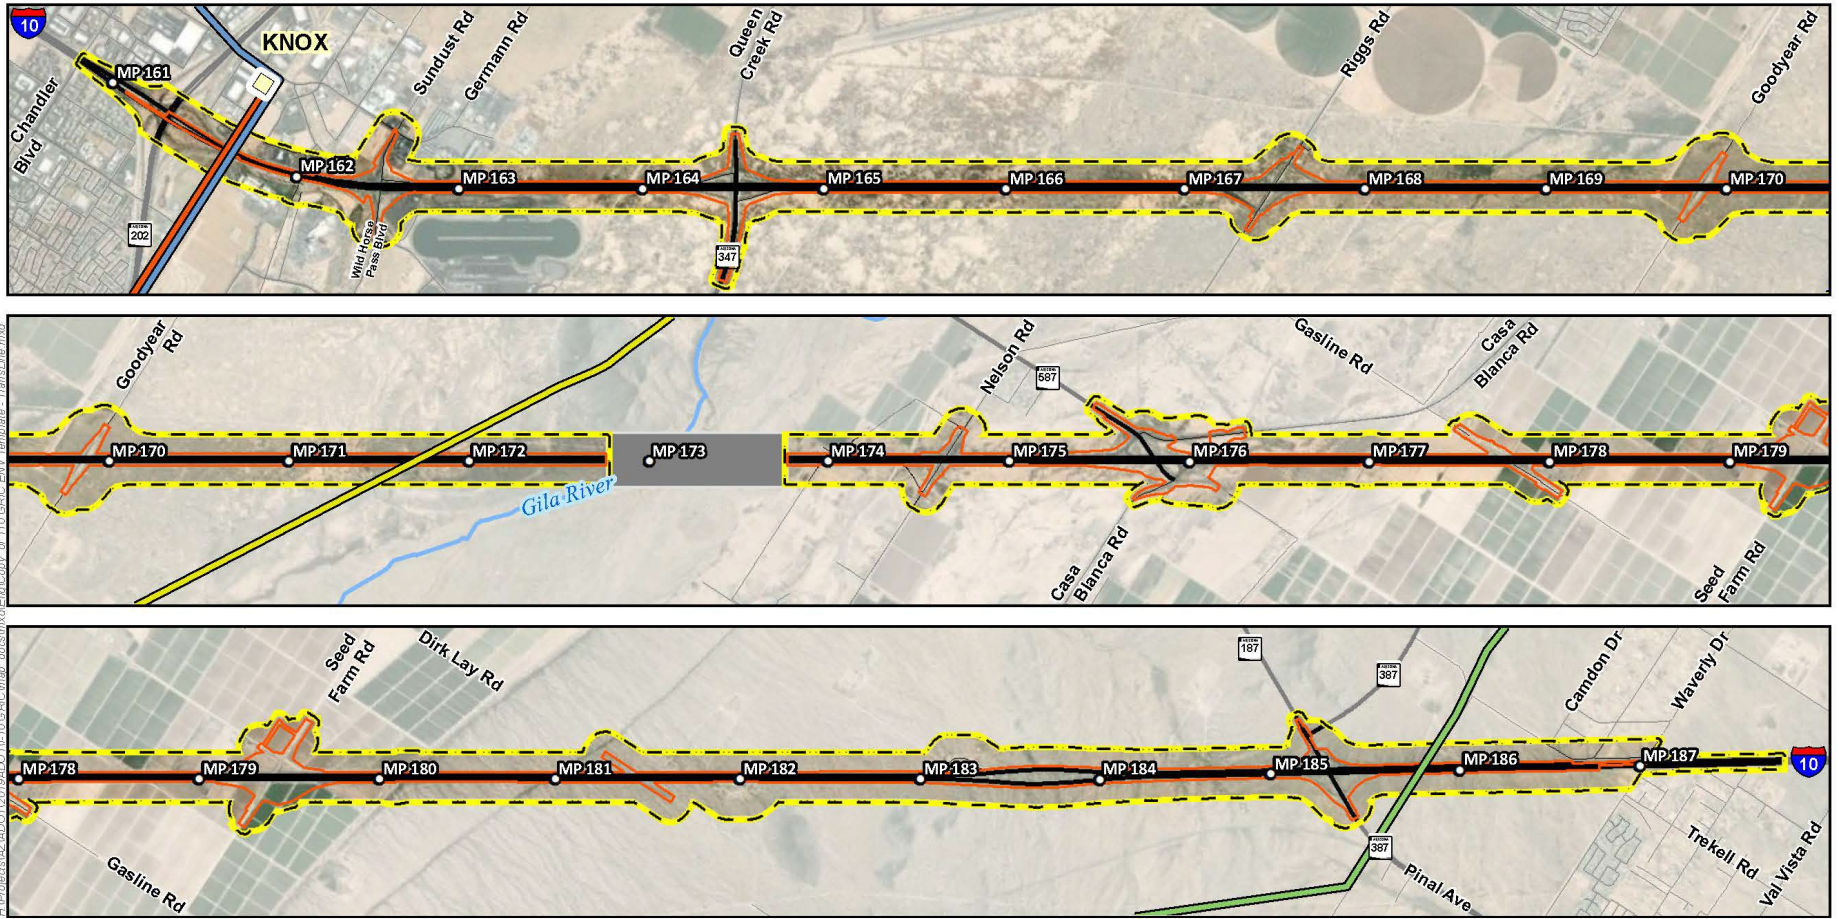 10
KNOX
Sundust Rd
Germann Rd
Queen
Creek Rd
Riggs Rd
Goodyear Rd
Chandler
Blvd
MP 161
MP 162
MP 163
MP 164
MP 165
MP 166
MP 167
MP 168
MP 169
MP 170
ARIZONA
202
Wild Horse
Pass Blvd
ARIZONA
347
Goodyear
Rd
Nelson Rd
ARIZONA
587
Gasline Rd
Casa
Blanca Rd
MP 170
MP 171
MP 172
MP 173
MP 174
MP 175
MP 176
MP 177
MP 178
MP 179
Gila River
Casa
Blanca Rd
Seed
Farm Rd
Seed
Farm Rd
Dirk Lay Rd
ARIZONA
187
ARIZONA
387
Camdon Dr
Waverly Dr
MP 178
MP 179
MP 180
MP 181
MP 182
MP 183
MP 184
MP 185
MP 186
MP 187
10
Gasline Rd
ARIZONA
387
Pinal Ave
Trekell Rd
Val Vista Rd